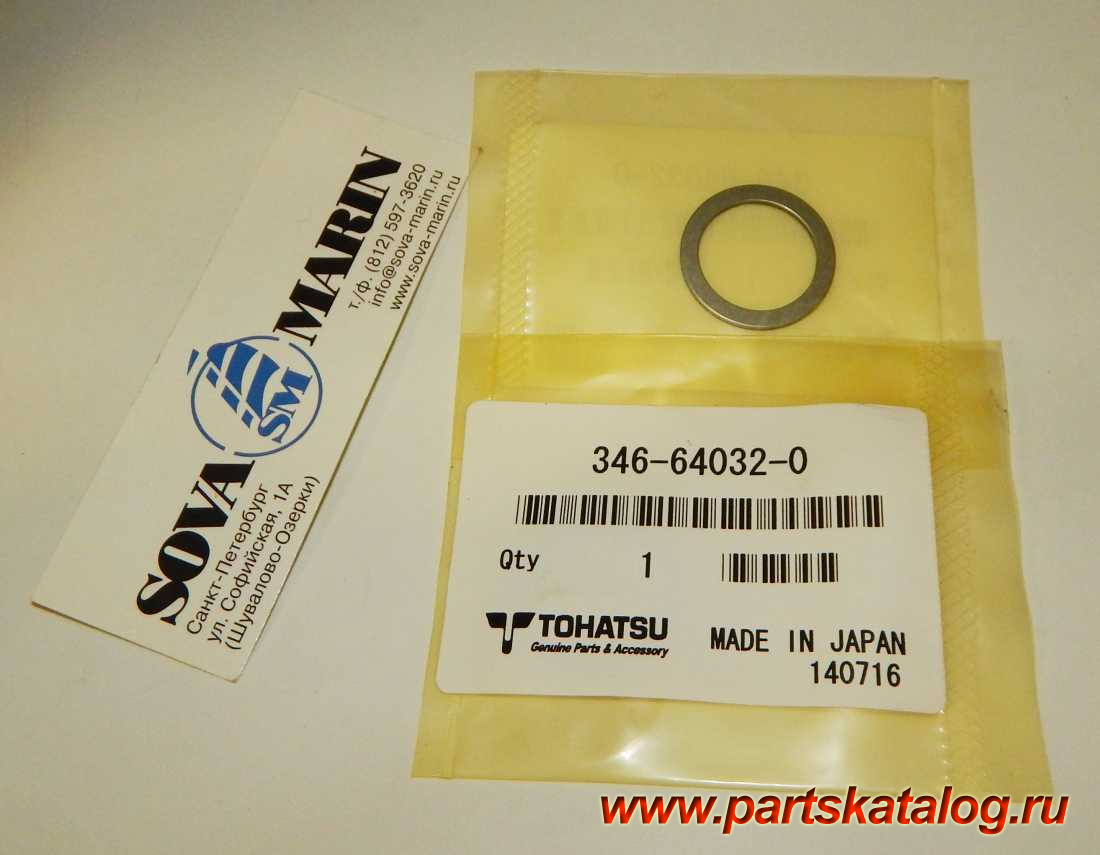 SOVA SM MARIN
т./ф. (812) 597-3620
info@sova-marin.ru
www.sova-marin.ru
Санкт-Петербург
ул. Софийская, 1А
(Шувалово-Озерки)
346-64032-0
Qty 1
TOHATSU
Genuine Parts & Accessory
MADE IN JAPAN
140716
www.partskatalog.ru